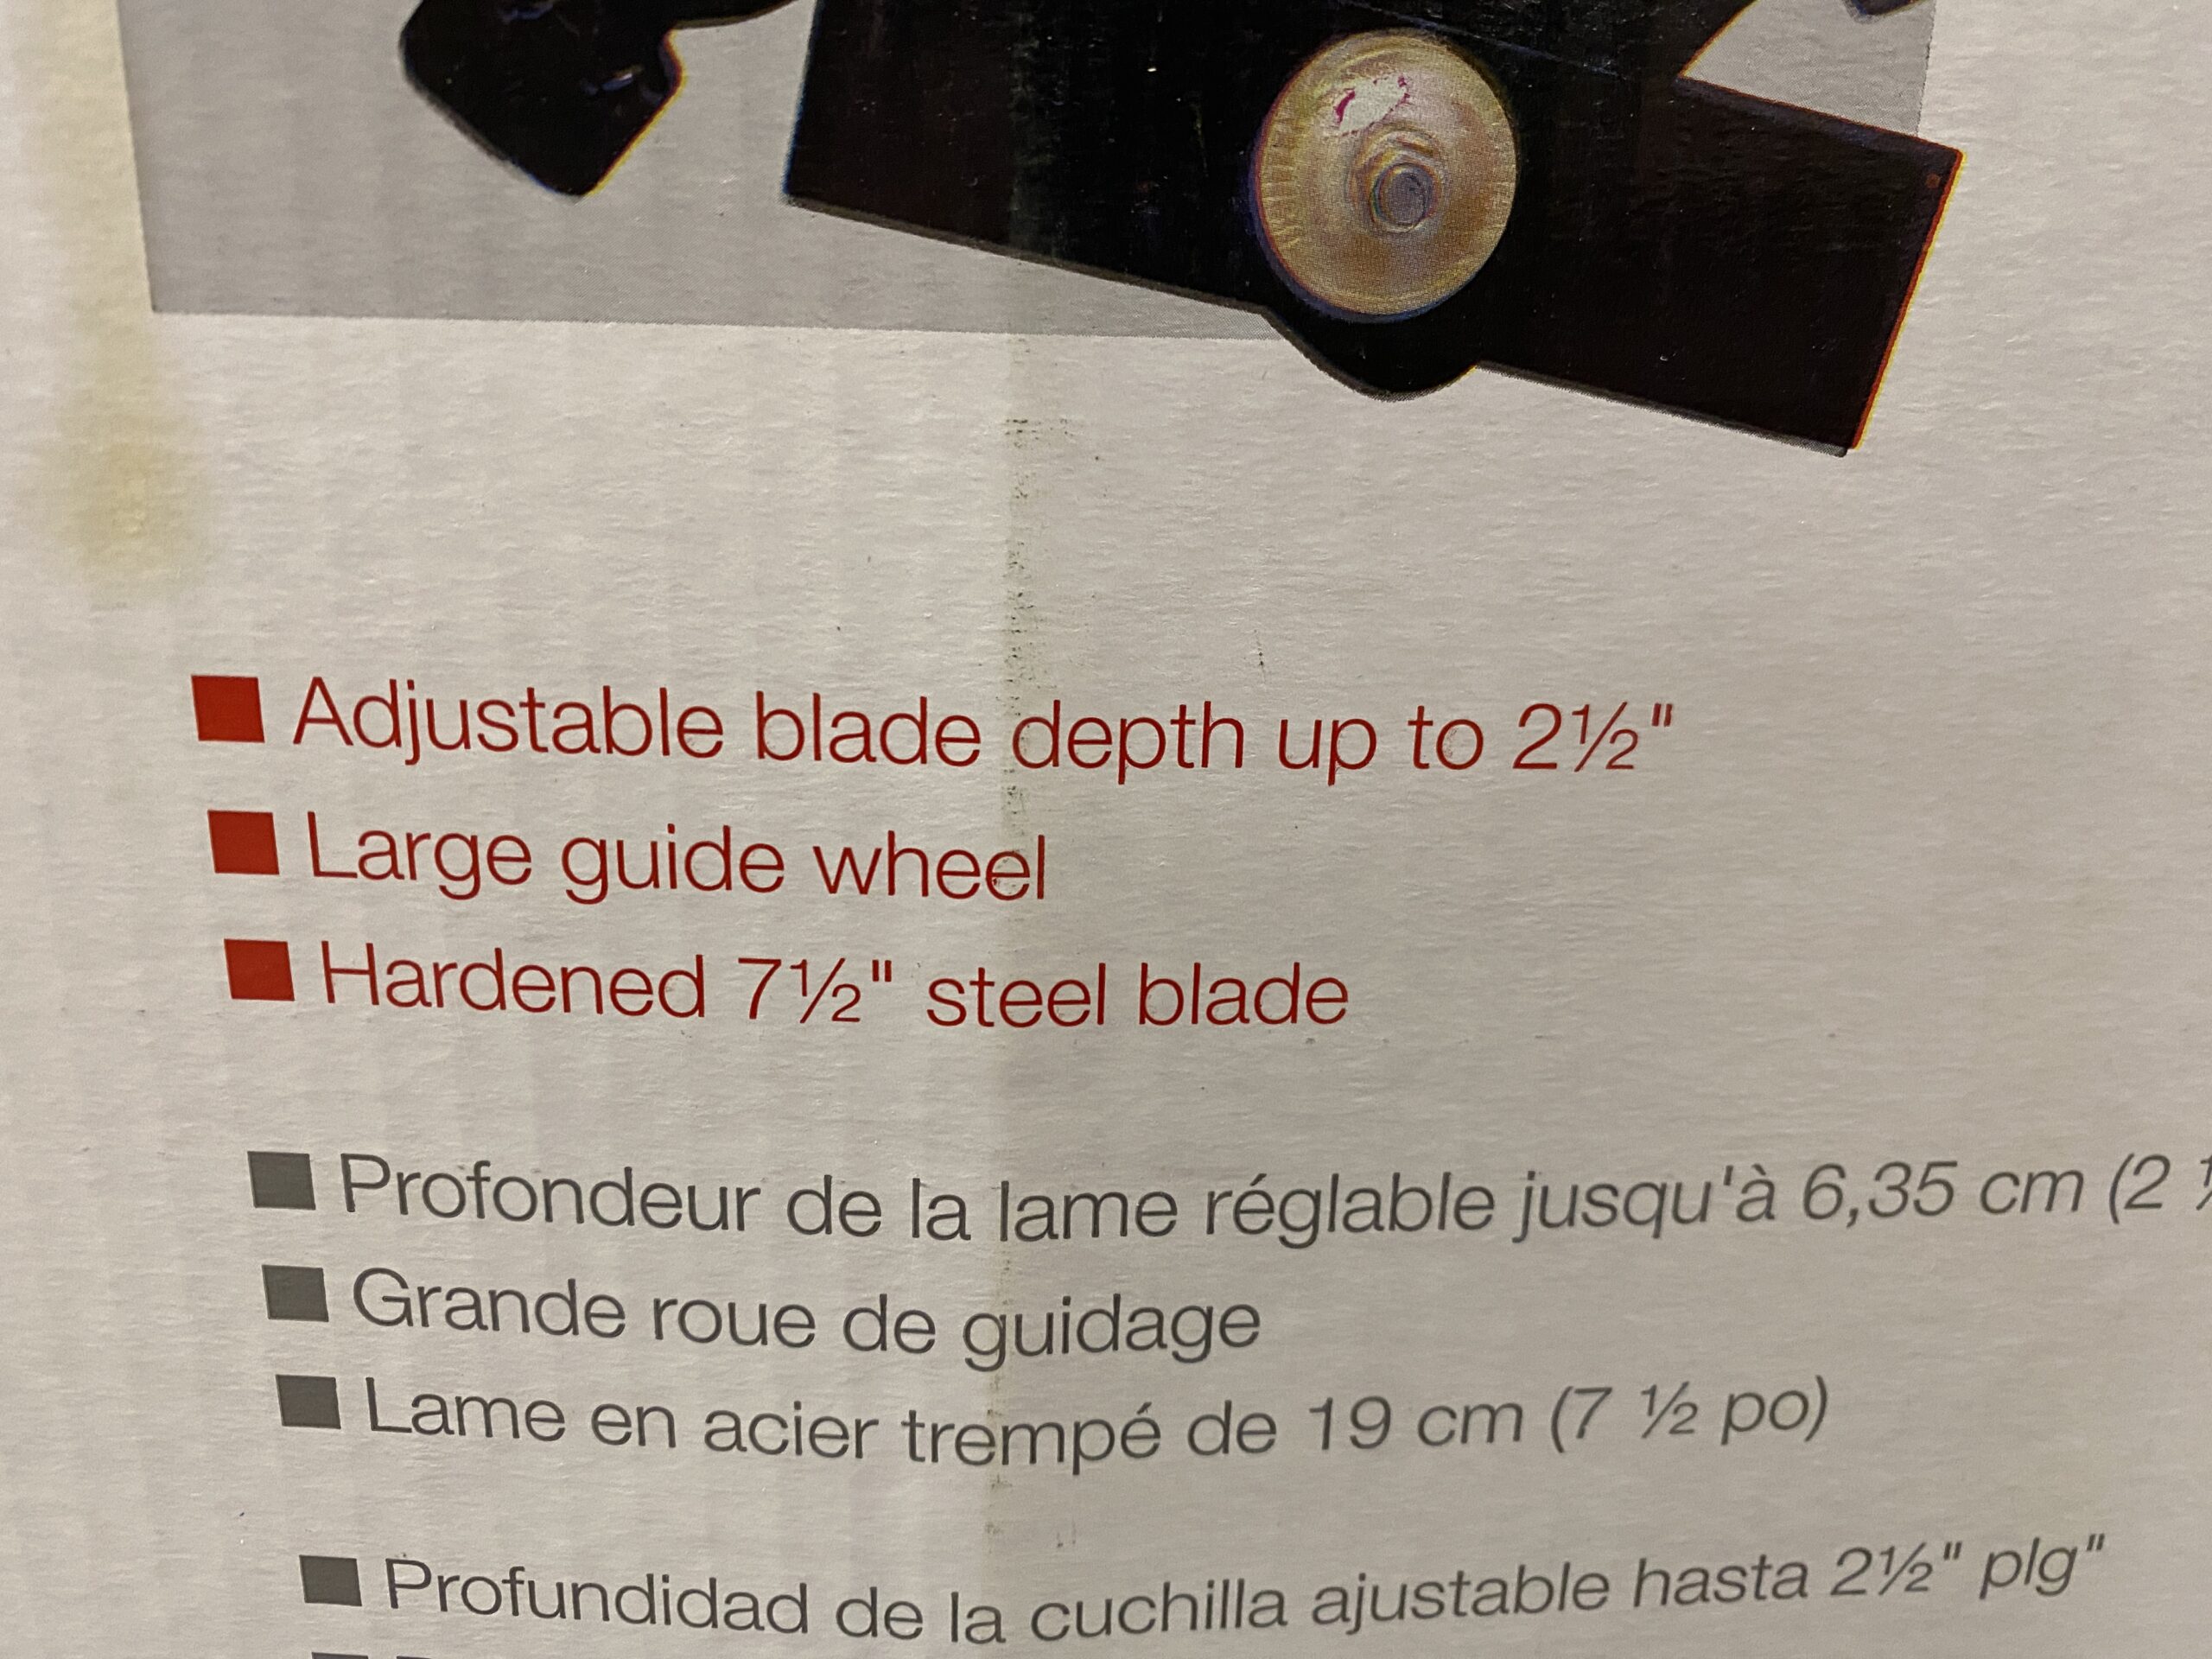 Adjustable blade depth up to 2½"
Large guide wheel
Hardened 7½" steel blade
Profondeur de la lame réglable jusqu'à 6,35 cm (2
Grande roue de guidage
Lame en acier trempé de 19 cm (7 ½ po)
Profundidad de la cuchilla ajustable hasta 2½" plg"